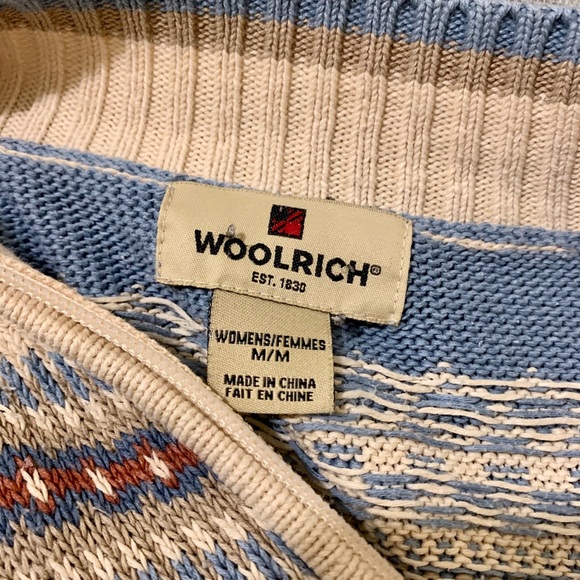 WOOLRICH®
EST. 1830
WOMENS/FEMMES
M/M
MADE IN CHINA
FAIT EN CHINE